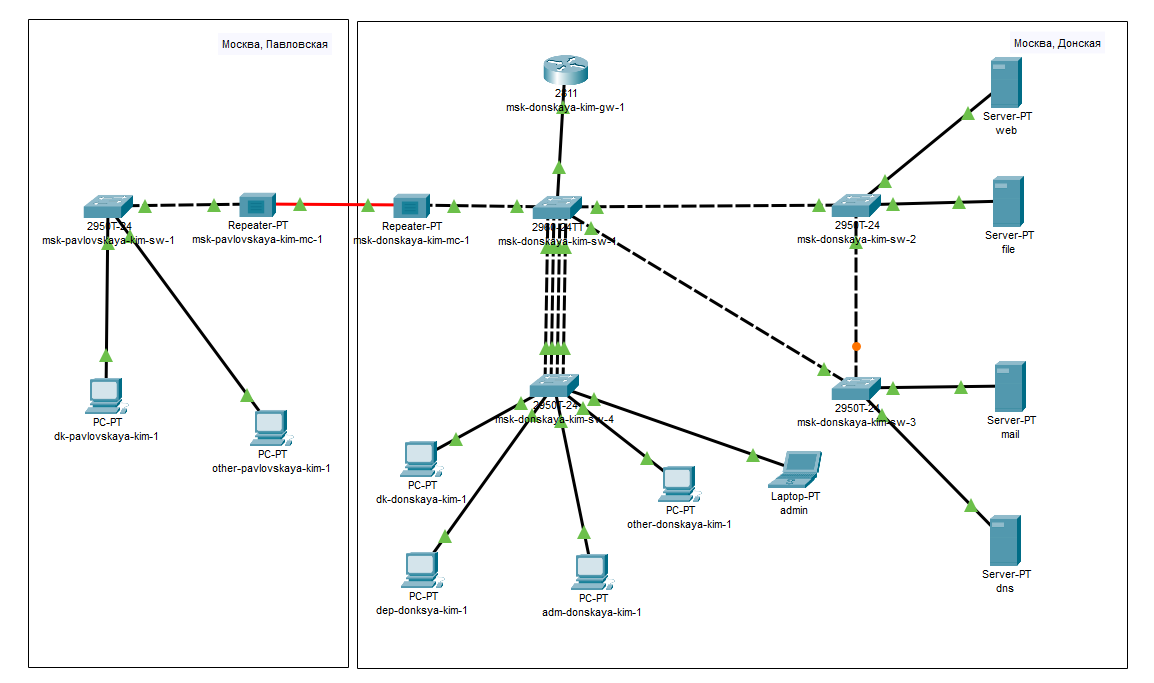 Москва, Павловская
Москва, Донская
2811
msk-donskaya-kim-gw-1
Server-PT
web
2950T-24
msk-pavlovskaya-kim-sw-1
Repeater-PT
msk-pavlovskaya-kim-mc-1
Repeater-PT
msk-donskaya-kim-mc-1
2960-24TT
msk-donskaya-kim-sw-1
2950T-24
msk-donskaya-kim-sw-2
Server-PT
file
PC-PT
dk-pavlovskaya-kim-1
PC-PT
other-pavlovskaya-kim-1
2950T-24
msk-donskaya-kim-sw-4
2950T-24
msk-donskaya-kim-sw-3
Server-PT
mail
PC-PT
dk-donskaya-kim-1
PC-PT
other-donskaya-kim-1
Laptop-PT
admin
PC-PT
dep-donksya-kim-1
PC-PT
adm-donskaya-kim-1
Server-PT
dns